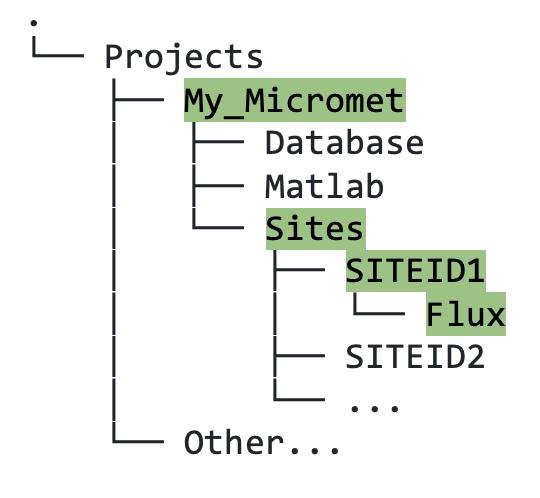 .
Projects
My_Micromet
Database
Matlab
Sites
SITEID1
Flux
SITEID2
...
Other...